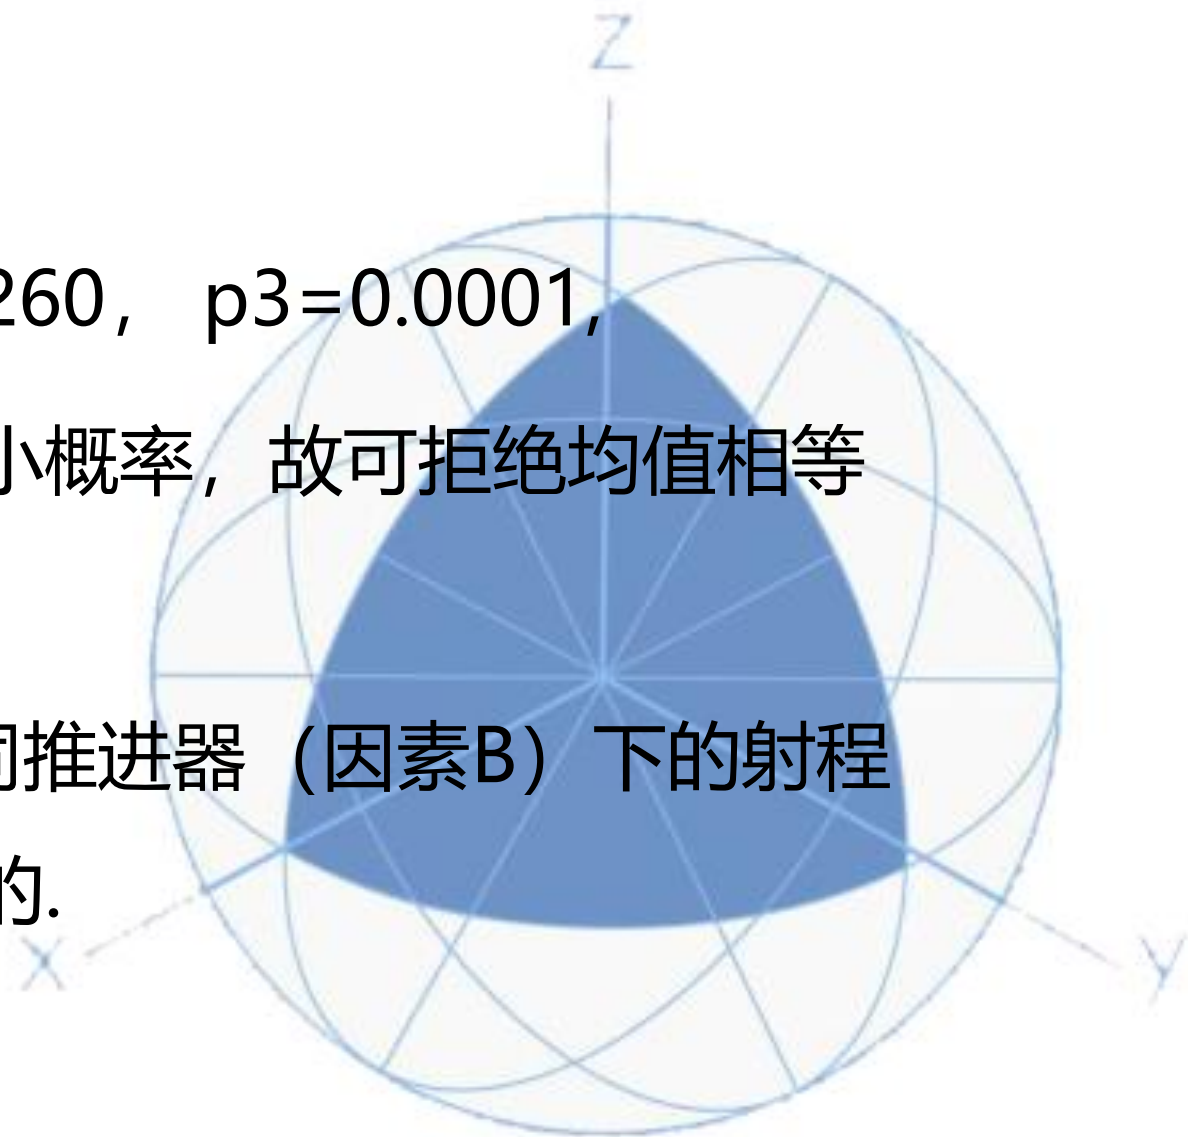 Z
260， p3=0.0001,
小概率，故可拒绝均值相等
同推进器（因素B）下的射程
的.
X
Y